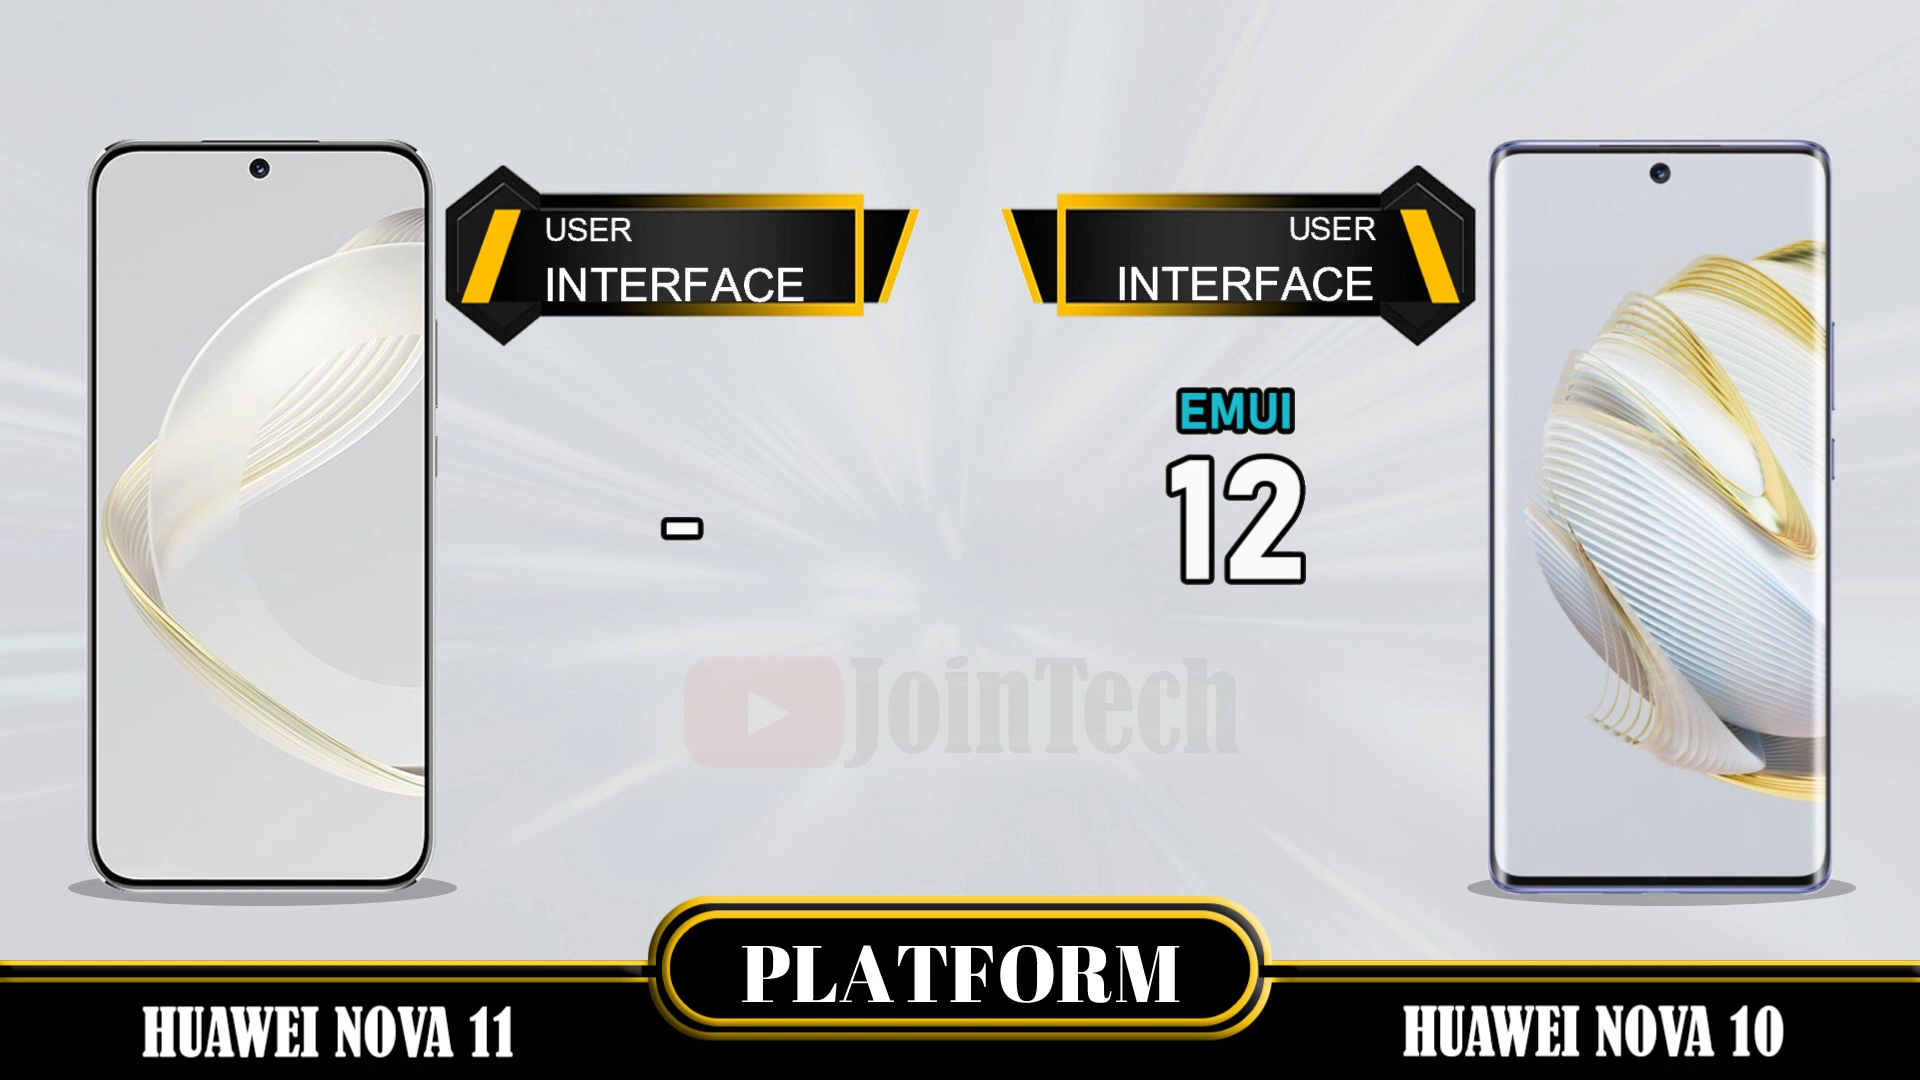 USER
INTERFACE
-
USER
INTERFACE
EMUI
12
JoinTech
PLATFORM
HUAWEI NOVA 11
HUAWEI NOVA 10